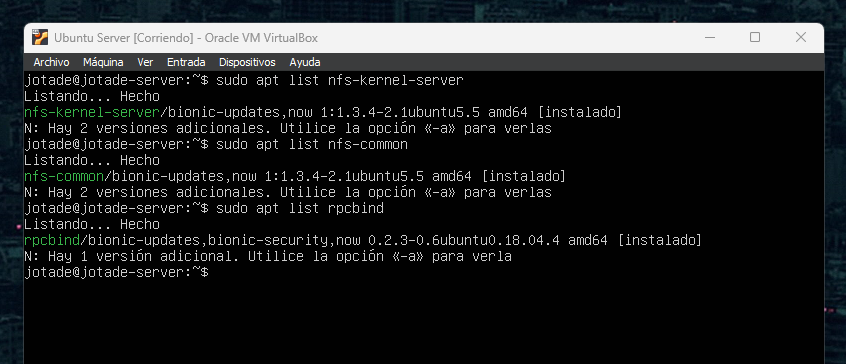 Ubuntu Server [Corriendo] - Oracle VM VirtualBox
Archivo Máquina Ver Entrada Dispositivos Ayuda
jotade@jotade-server:~$ sudo apt list nfs-kernel-server
Listando... Hecho
nfs-kernel-server/bionic-updates,now 1:1.3.4-2.1ubuntu5.5 amd64 [instalado]
N: Hay 2 versiones adicionales. Utilice la opción «-a» para verlas
jotade@jotade-server:~$ sudo apt list nfs-common
Listando... Hecho
nfs-common/bionic-updates,now 1:1.3.4-2.1ubuntu5.5 amd64 [instalado]
N: Hay 2 versiones adicionales. Utilice la opción «-a» para verlas
jotade@jotade-server:~$ sudo apt list rpcbind
Listando... Hecho
rpcbind/bionic-updates,bionic-security,now 0.2.3-0.6ubuntu0.18.04.4 amd64 [instalado]
N: Hay 1 versión adicional. Utilice la opción «-a» para verla
jotade@jotade-server:~$